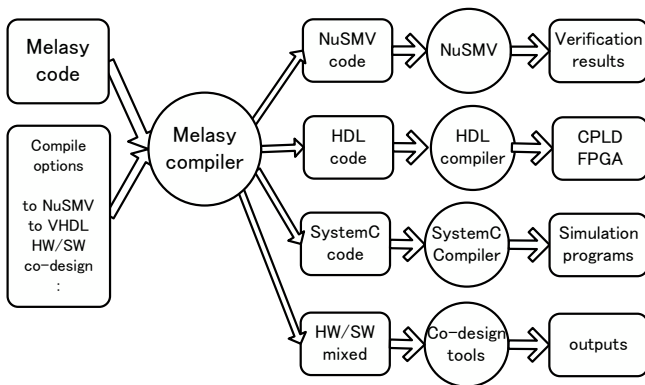 Melasy
code
Compile
options
to NuSMV
to VHDL
HW/SW
co-design
:
Melasy
compiler
NuSMV
code
NuSMV
Verification
results
HDL
code
HDL
compiler
CPLD
FPGA
SystemC
code
SystemC
Compiler
Simulation
programs
HW/SW
mixed
Co-design
tools
outputs